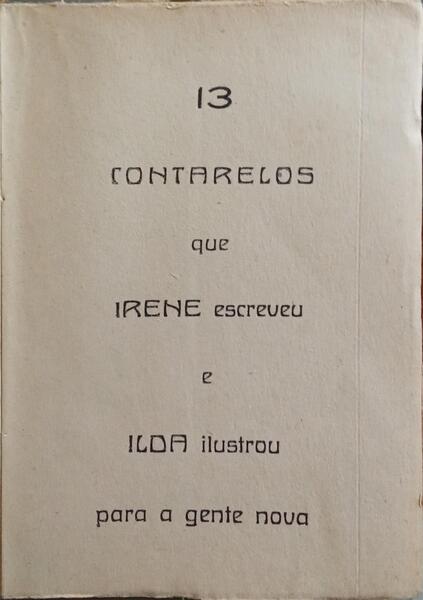 13
CONTARELOS
que
IRENE escreveu
e
ILDA ilustrou
para a gente nova